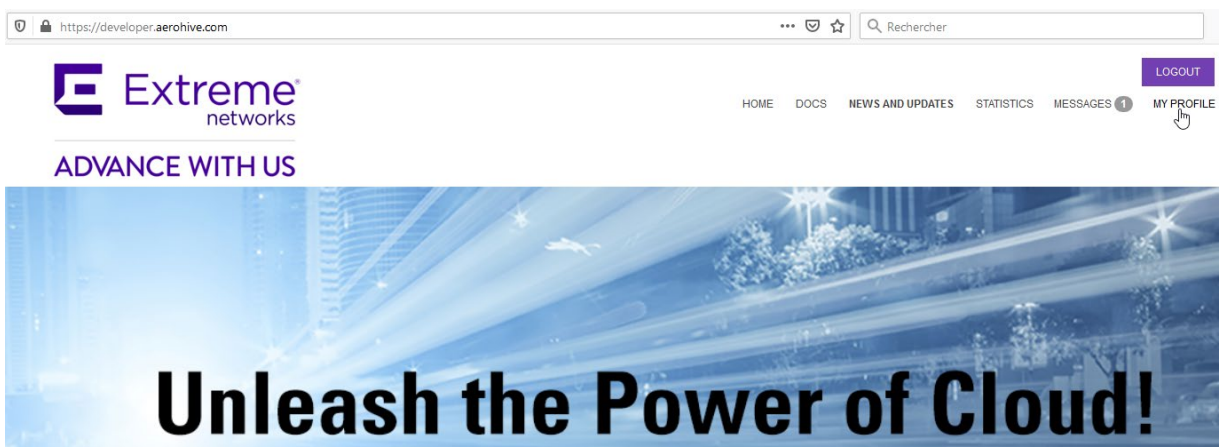 https://developer.aerohive.com
Rechercher
LOGOUT
Extreme®
networks
HOME DOCS NEWS AND UPDATES STATISTICS MESSAGES 1 MY PROFILE
ADVANCE WITH US
Unleash the Power of Cloud!